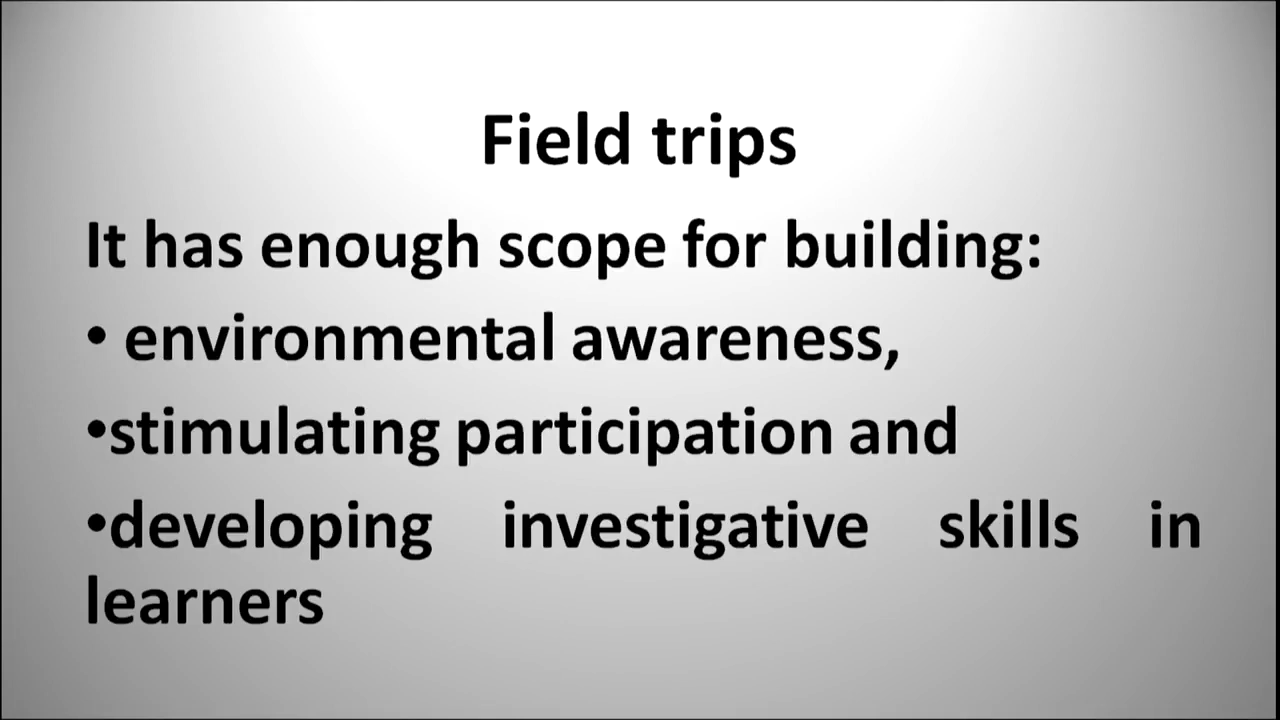 Field trips
It has enough scope for building:
• environmental awareness,
•stimulating participation and
•developing investigative skills in
learners